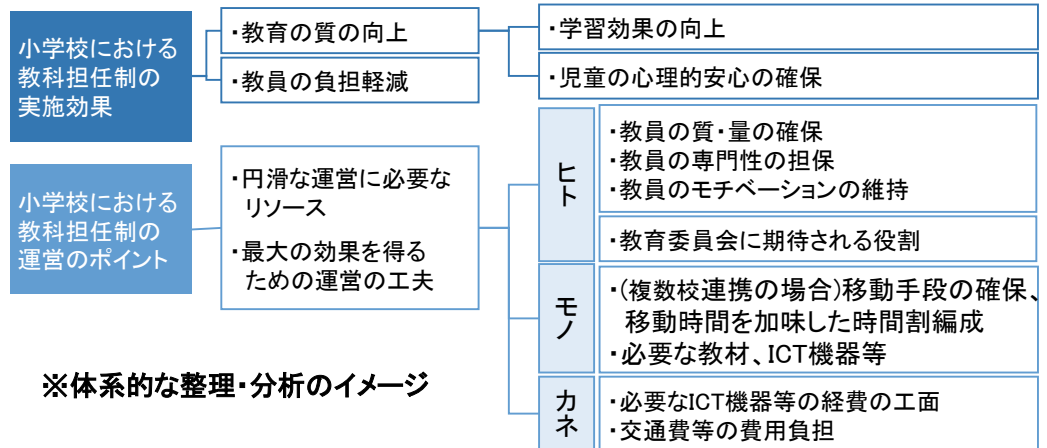 小学校における
教科担任制の
実施効果
・教育の質の向上
・教員の負担軽減
・学習効果の向上
・児童の心理的安心の確保
小学校における
教科担任制の
運営のポイント
・円滑な運営に必要な
リソース
・最大の効果を得る
ための運営の工夫
ヒト
・教員の質・量の確保
・教員の専門性の担保
・教員のモチベーションの維持
・教育委員会に期待される役割
モノ
・(複数校連携の場合)移動手段の確保、
移動時間を加味した時間割編成
・必要な教材、ICT機器等
カネ
・必要なICT機器等の経費の工面
・交通費等の費用負担
※体系的な整理・分析のイメージ